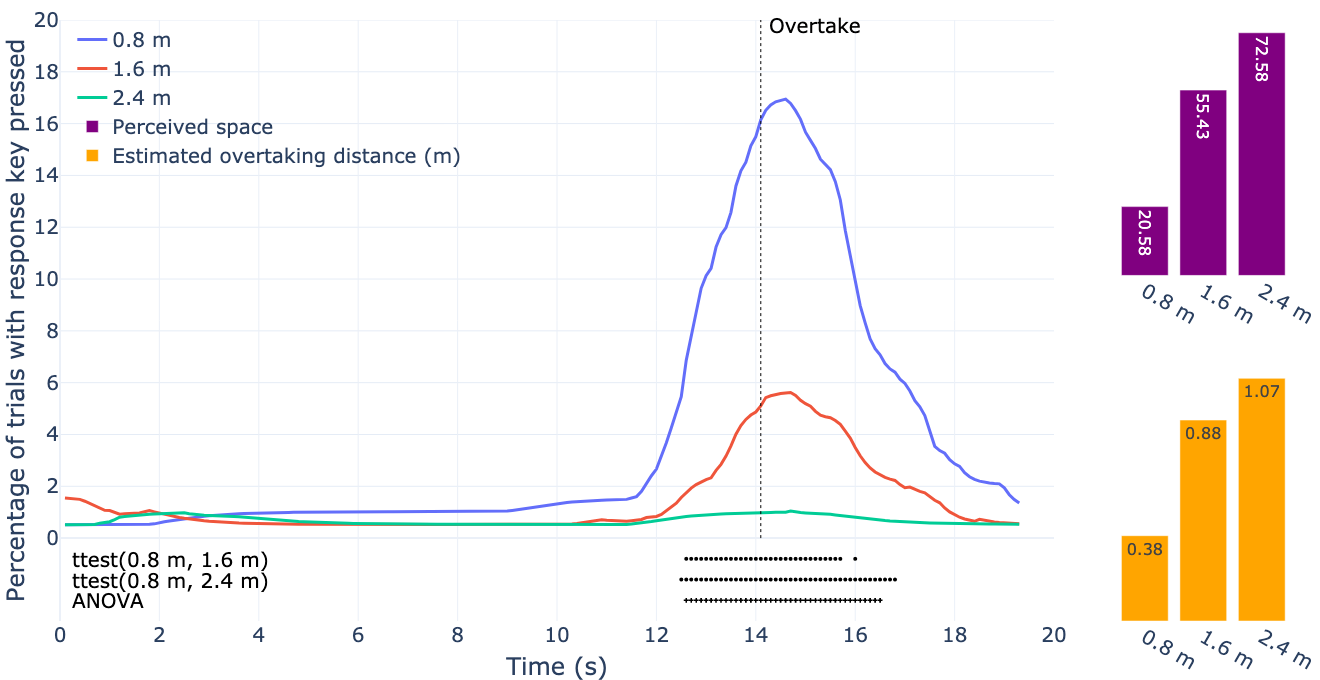 Percentage of trials with response key pressed
20
18
16
14
12
10
8
6
4
2
0
0.8 m
1.6 m
2.4 m
Perceived space
Estimated overtaking distance (m)
Overtake
ttest(0.8 m, 1.6 m)
ttest(0.8 m, 2.4 m)
ANOVA
0 2 4 6 8 10 12 14 16 18 20
Time (s)
20.58 55.43 72.58
0.8 m 1.6 m 2.4 m
0.38 0.88 1.07
0.8 m 1.6 m 2.4 m